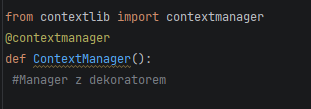 from contextlib import contextmanager
@contextmanager
def ContextManager():
 #Manager z dekoratorem